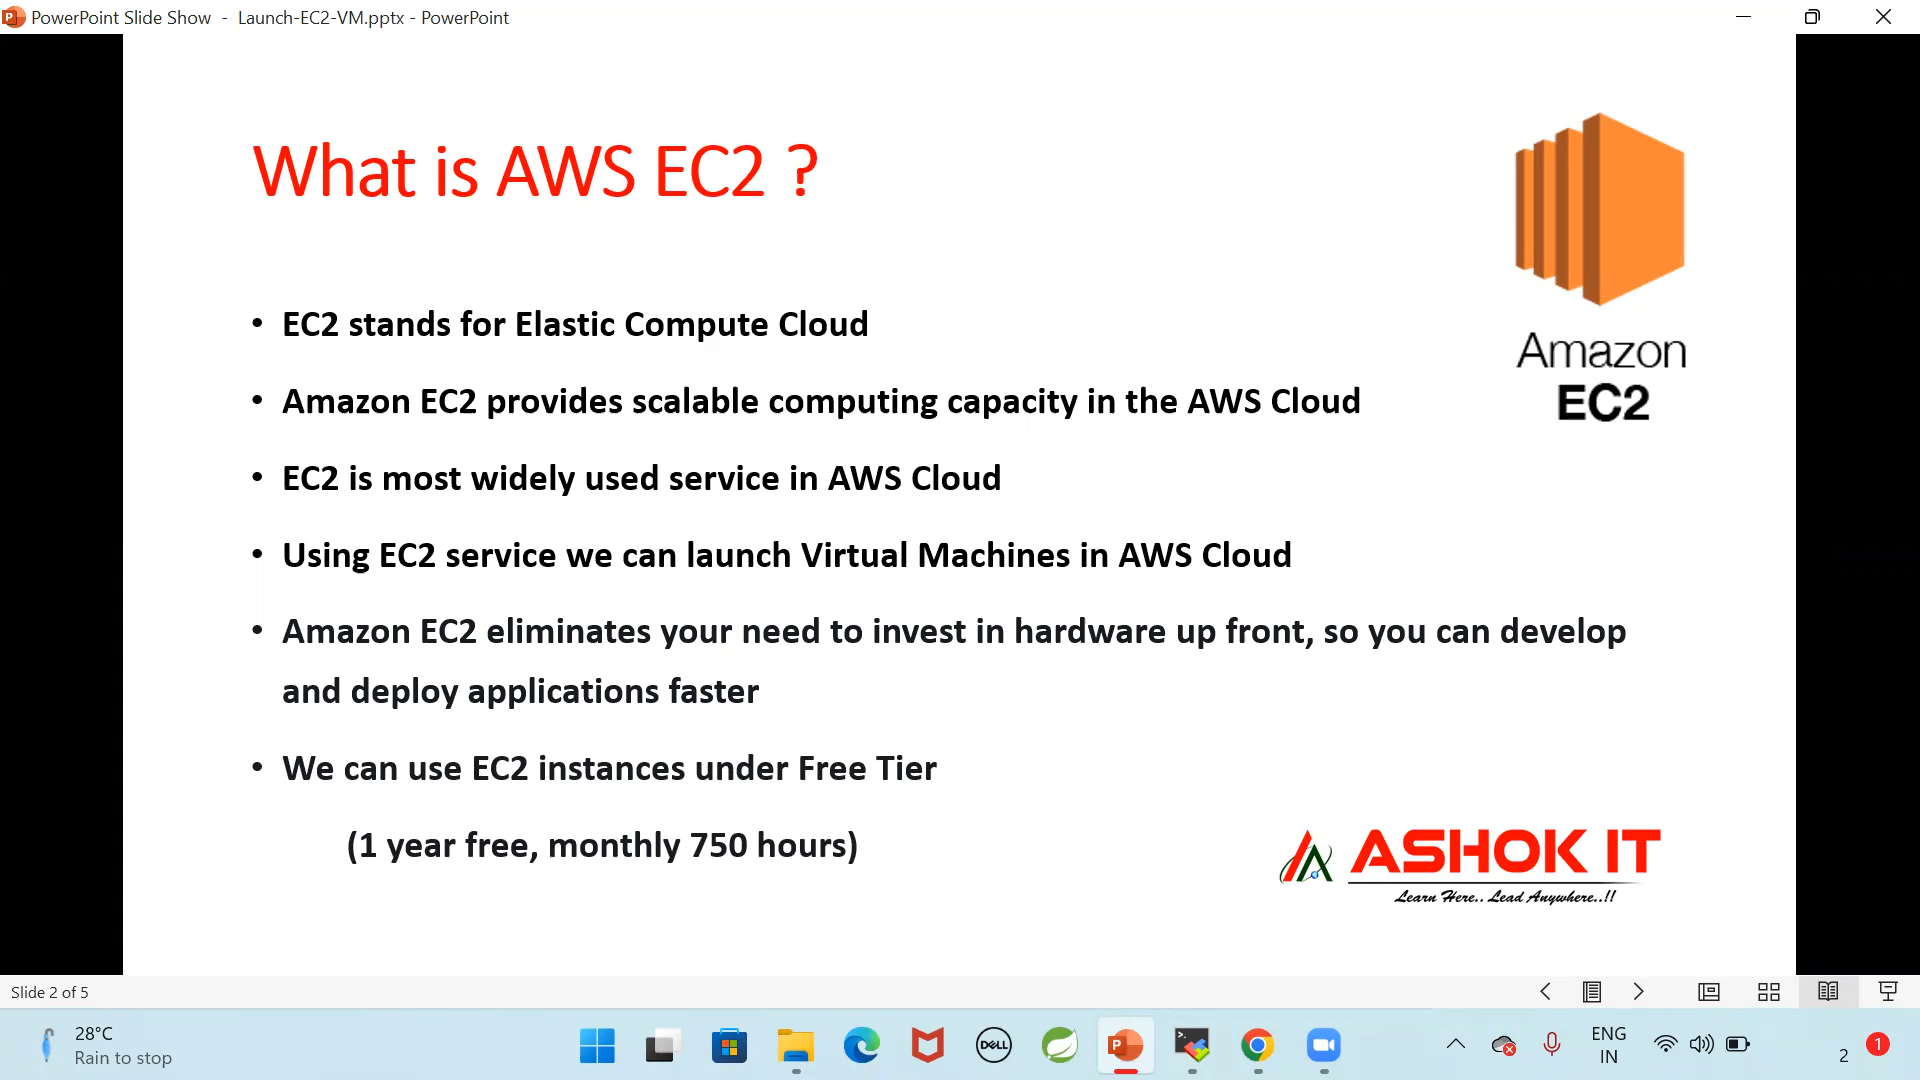 PowerPoint Slide Show - Launch-EC2-VM.pptx - PowerPoint
What is AWS EC2 ?
Amazon
EC2
• EC2 stands for Elastic Compute Cloud
• Amazon EC2 provides scalable computing capacity in the AWS Cloud
• EC2 is most widely used service in AWS Cloud
• Using EC2 service we can launch Virtual Machines in AWS Cloud
• Amazon EC2 eliminates your need to invest in hardware up front, so you can develop
and deploy applications faster
• We can use EC2 instances under Free Tier
(1 year free, monthly 750 hours)
ASHOK IT
Learn Here.. Lead Anywhere..!!
Slide 2 of 5
28°C
Rain to stop
DELL
P
ENG
IN
2
1